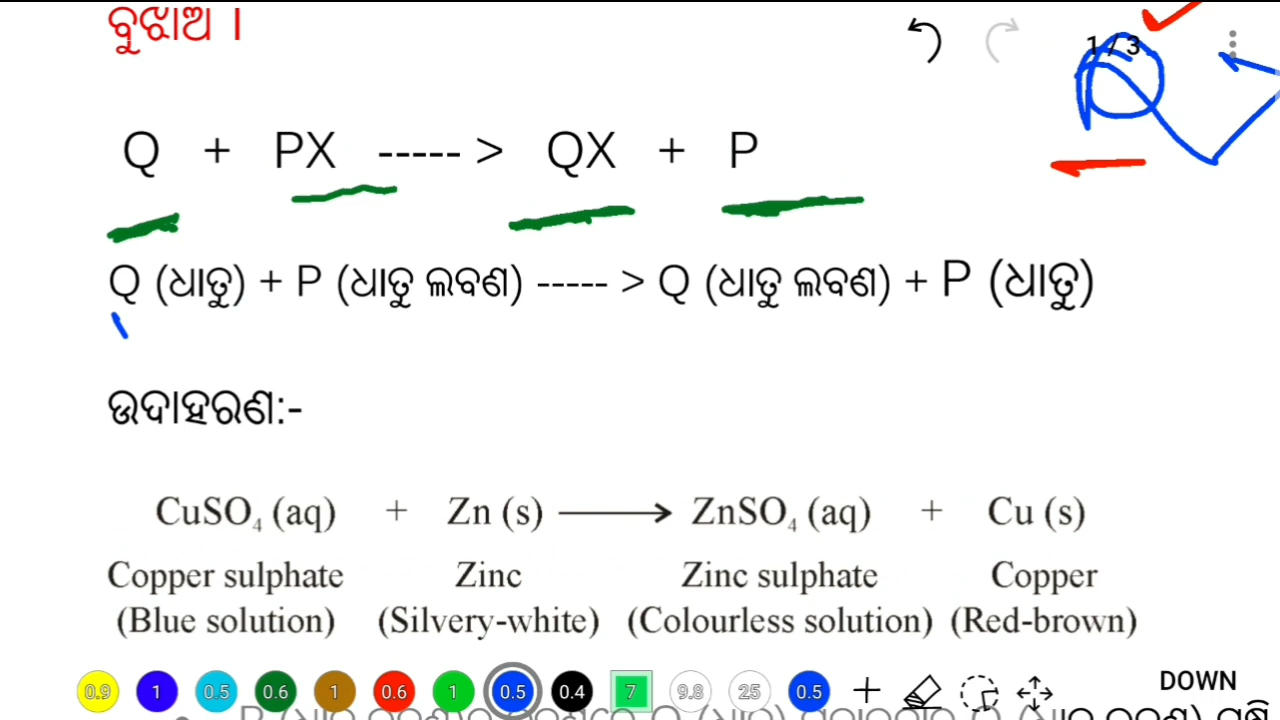 ବୁଝାଅ ।
1 / 3
Q + PX ----- > QX + P
Q (ଧାତୁ) + P (ଧାତୁ ଲବଣ) ----- > Q (ଧାତୁ ଲବଣ) + P (ଧାତୁ)
ଉଦାହରଣ:-
CuSO₄ (aq) + Zn (s) ⟶ ZnSO₄ (aq) + Cu (s)
Copper sulphate Zinc Zinc sulphate Copper
(Blue solution) (Silvery-white) (Colourless solution) (Red-brown)
0.9 1 0.5 0.6 1 0.6 1 0.5 0.4 7 9.8 25 0.5 DOWN